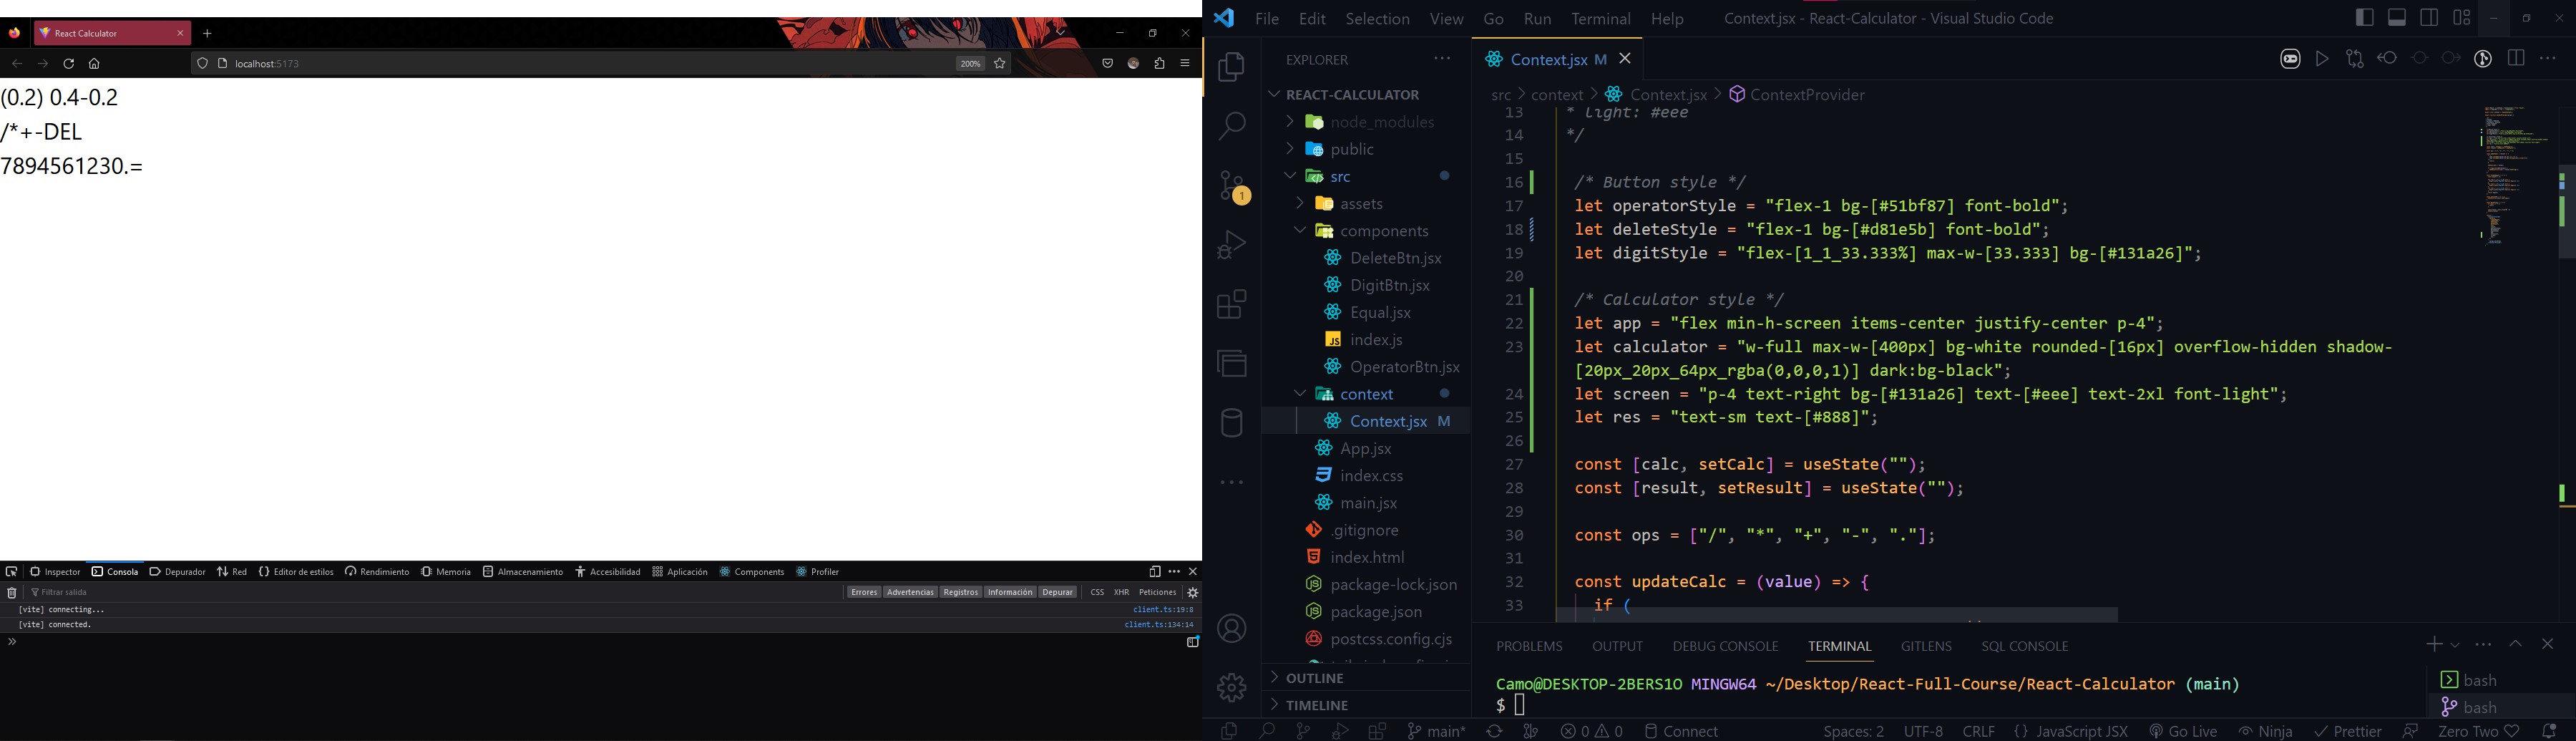 React Calculator
localhost:5173
200%
(0.2) 0.4-0.2
/*+-DEL
7894561230.=
Inspector Consola Depurador Red Editor de estilos Rendimiento Memoria Almacenamiento Accesibilidad Aplicación Components Profiler
Filtrar salida Errores Advertencias Registros Información Depurar CSS XHR Peticiones
[vite] connecting... client.ts:19:8
[vite] connected. client.ts:134:14
File Edit Selection View Go Run Terminal Help Context.jsx - React-Calculator - Visual Studio Code
EXPLORER
REACT-CALCULATOR
node_modules
public
src
assets
components
DeleteBtn.jsx
DigitBtn.jsx
Equal.jsx
JS index.js
OperatorBtn.jsx
context
Context.jsx M
App.jsx
index.css
main.jsx
.gitignore
index.html
package-lock.json
package.json
postcss.config.cjs
OUTLINE
TIMELINE
1
Context.jsx M
src > context > Context.jsx > ContextProvider
13 * light: #eee
14 */
15
16 /* Button style */
17 let operatorStyle = "flex-1 bg-[#51bf87] font-bold";
18 let deleteStyle = "flex-1 bg-[#d81e5b] font-bold";
19 let digitStyle = "flex-[1_1_33.333%] max-w-[33.333] bg-[#131a26]";
20
21 /* Calculator style */
22 let app = "flex min-h-screen items-center justify-center p-4";
23 let calculator = "w-full max-w-[400px] bg-white rounded-[16px] overflow-hidden shadow-
[20px_20px_64px_rgba(0,0,0,1)] dark:bg-black";
24 let screen = "p-4 text-right bg-[#131a26] text-[#eee] text-2xl font-light";
25 let res = "text-sm text-[#888]";
26
27 const [calc, setCalc] = useState("");
28 const [result, setResult] = useState("");
29
30 const ops = ["/", "*", "+", "-", "."];
31
32 const updateCalc = (value) => {
33 if (
PROBLEMS OUTPUT DEBUG CONSOLE TERMINAL GITLENS SQL CONSOLE
Camo@DESKTOP-2BERS1O MINGW64 ~/Desktop/React-Full-Course/React-Calculator (main)
$
bash
bash
main* 0 0 Connect Spaces: 2 UTF-8 CRLF {} JavaScript JSX Go Live Ninja Prettier Zero Two